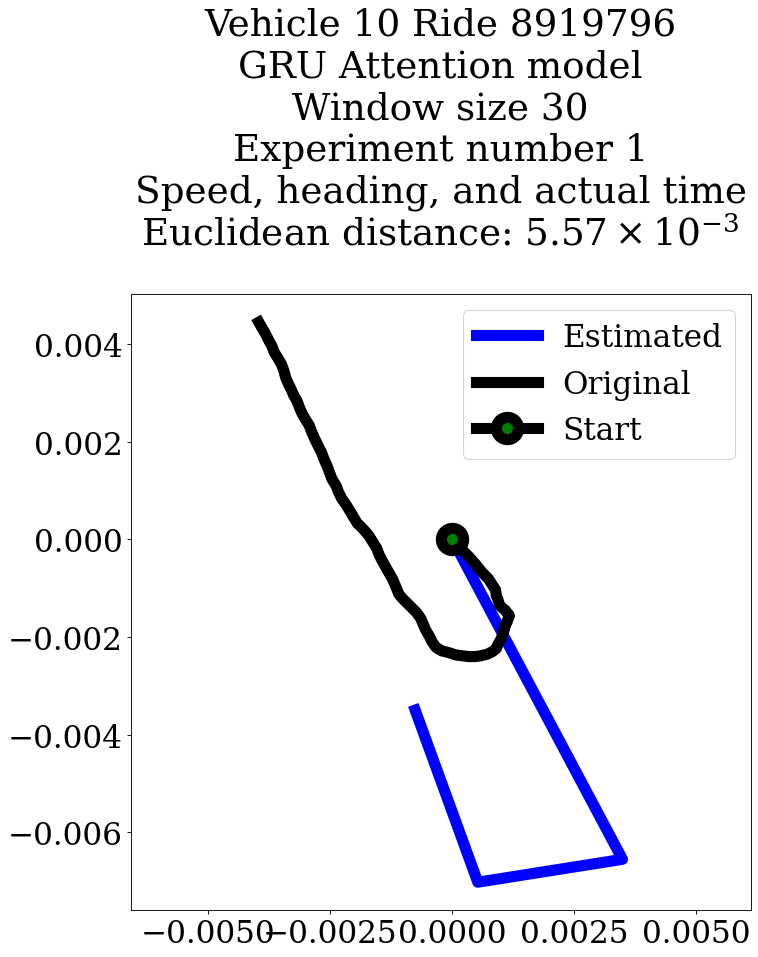 Vehicle 10 Ride 8919796
GRU Attention model
Window size 30
Experiment number 1
Speed, heading, and actual time
Euclidean distance: 5.57 × 10⁻³
Estimated
Original
Start
0.004
0.002
0.000
−0.002
−0.004
−0.006
−0.0050
−0.0025
0.0000
0.0025
0.0050